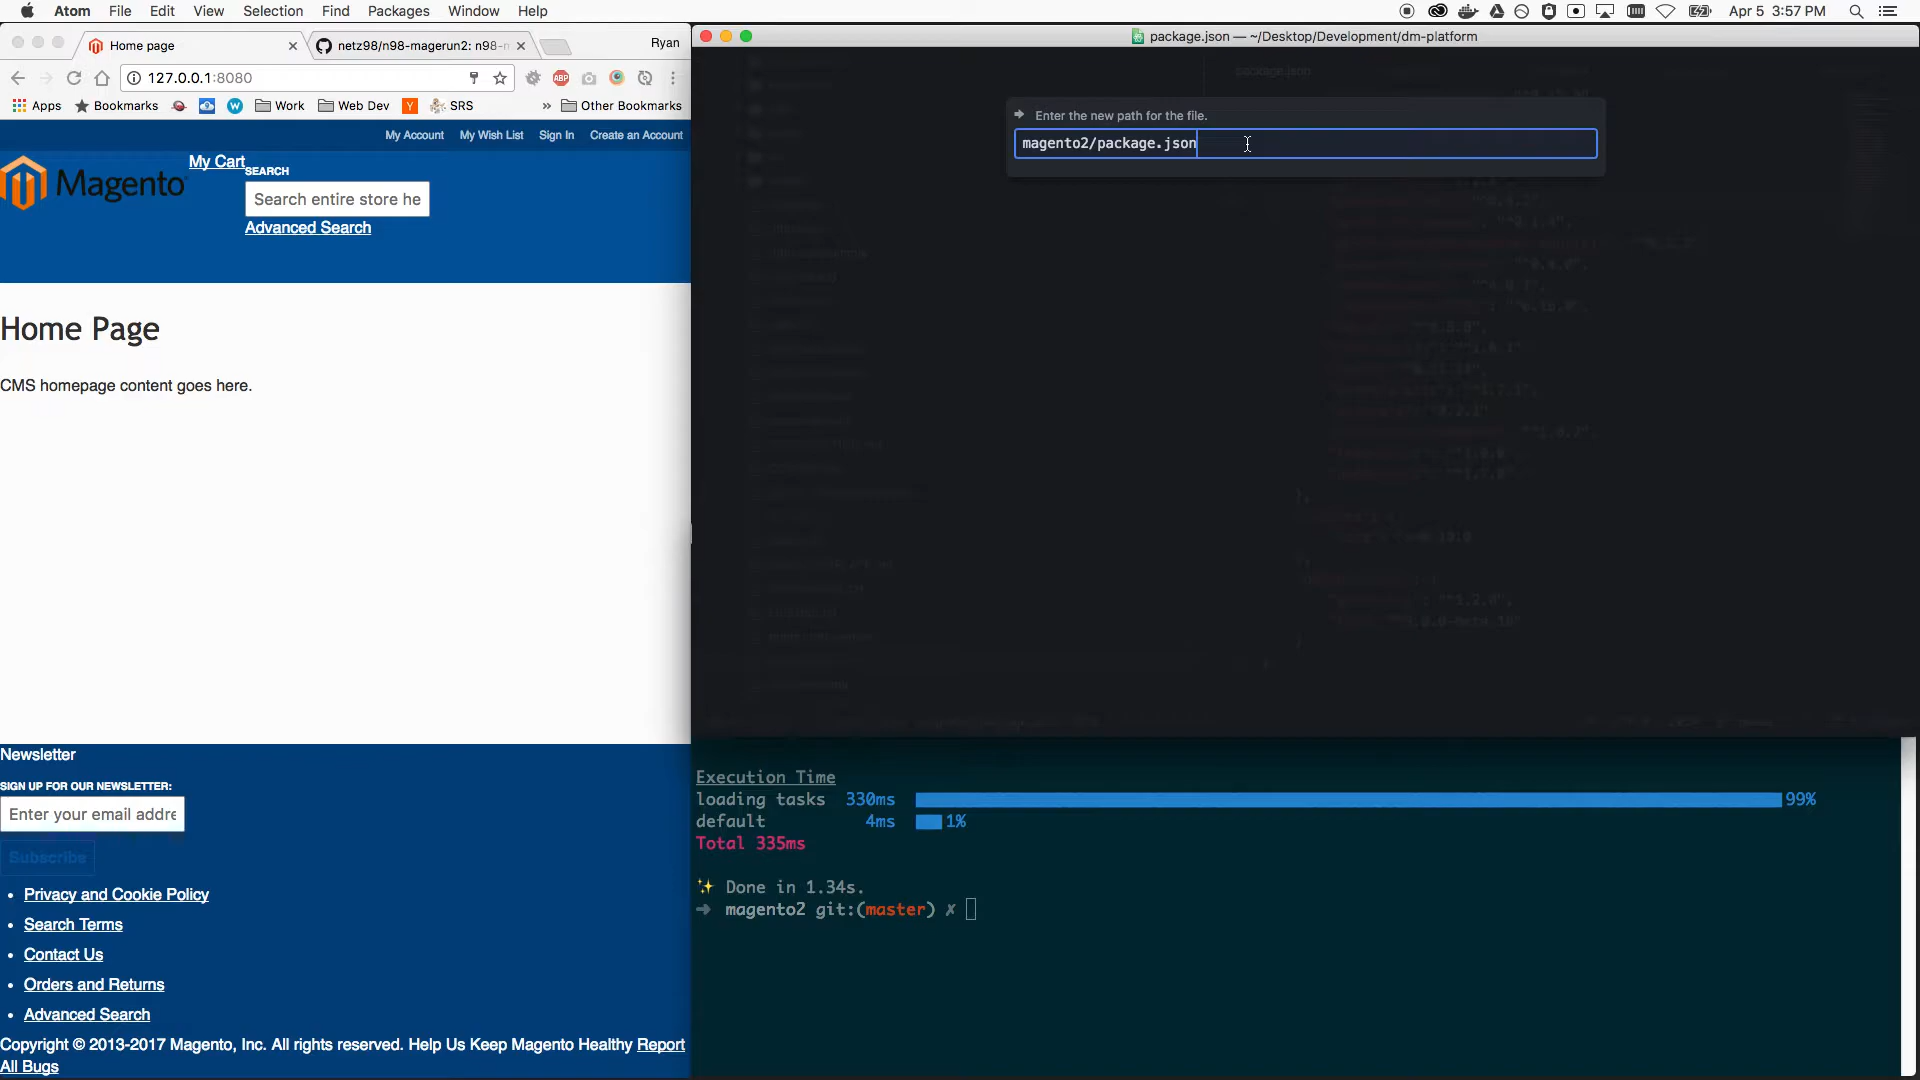 Atom File Edit View Selection Find Packages Window Help Apr 5 3:57 PM
Home page netz98/n98-magerun2: n98- Ryan
127.0.0.1:8080 ABP
Apps Bookmarks W Work Web Dev Y SRS » Other Bookmarks
My Account My Wish List Sign In Create an Account
Magento
My Cart
SEARCH
Search entire store he
Advanced Search
Home Page
CMS homepage content goes here.
Newsletter
SIGN UP FOR OUR NEWSLETTER:
Enter your email addre
Subscribe
Privacy and Cookie Policy
Search Terms
Contact Us
Orders and Returns
Advanced Search
Copyright © 2013-2017 Magento, Inc. All rights reserved. Help Us Keep Magento Healthy Report
All Bugs
package.json — ~/Desktop/Development/dm-platform
package.json
Enter the new path for the file.
magento2/package.json
Execution Time
loading tasks 330ms 99%
default 4ms 1%
Total 335ms
✨ Done in 1.34s.
➜ magento2 git:(master) ✗